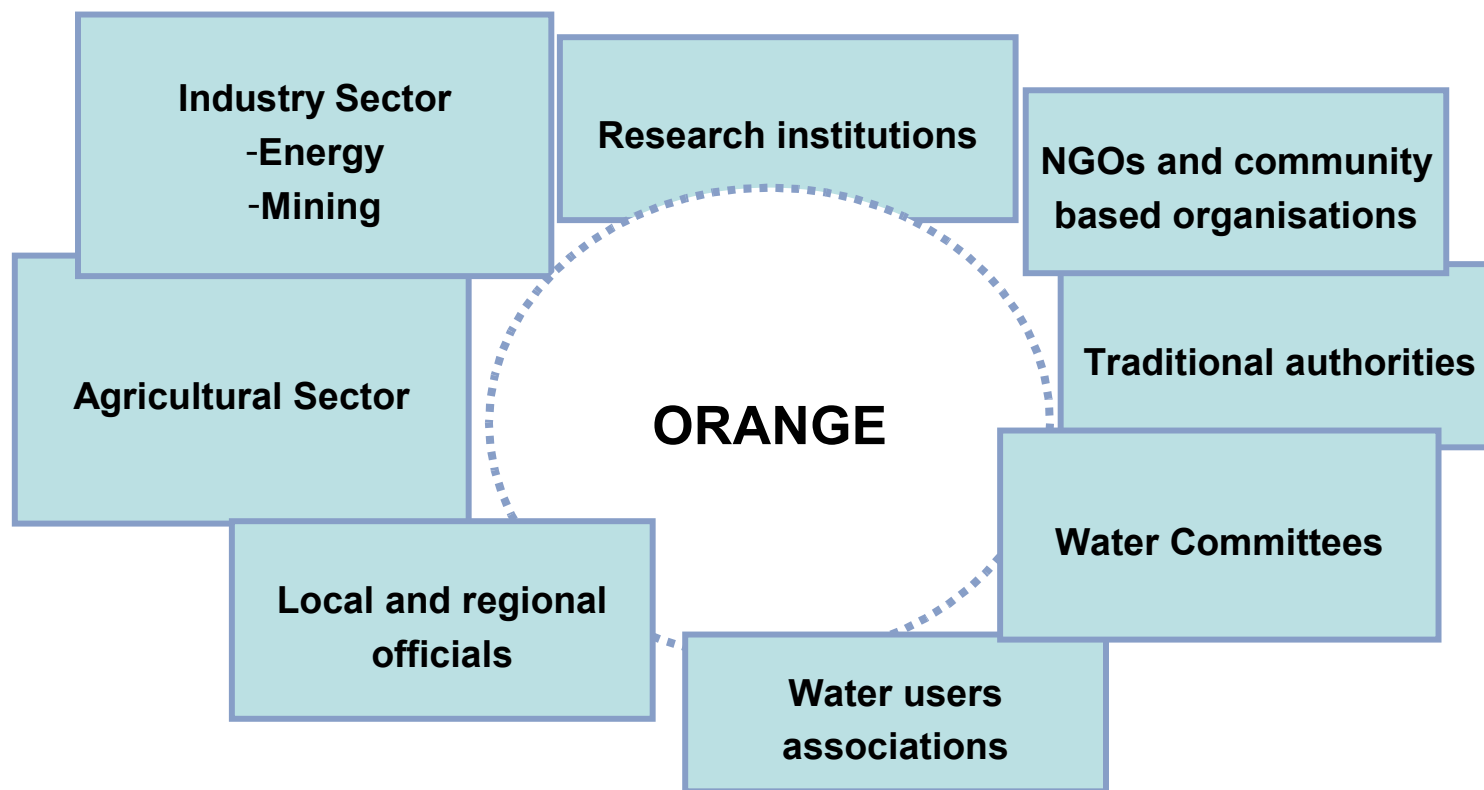 Industry Sector
-Energy
-Mining
Research institutions
NGOs and community
based organisations
Traditional authorities
Agricultural Sector
ORANGE
Water Committees
Local and regional
officials
Water users
associations